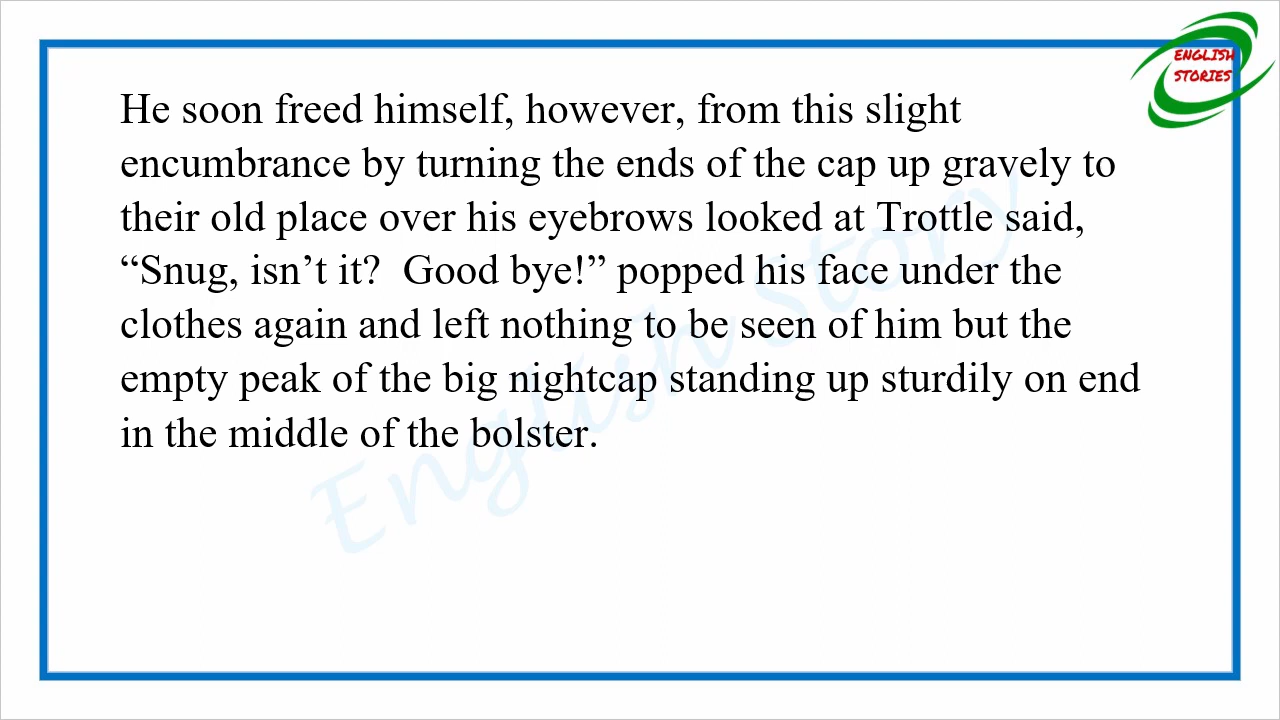 ENGLISH
STORIES
He soon freed himself, however, from this slight
encumbrance by turning the ends of the cap up gravely to
their old place over his eyebrows looked at Trottle said,
“Snug, isn’t it?  Good bye!” popped his face under the
clothes again and left nothing to be seen of him but the
empty peak of the big nightcap standing up sturdily on end
in the middle of the bolster.
English Story